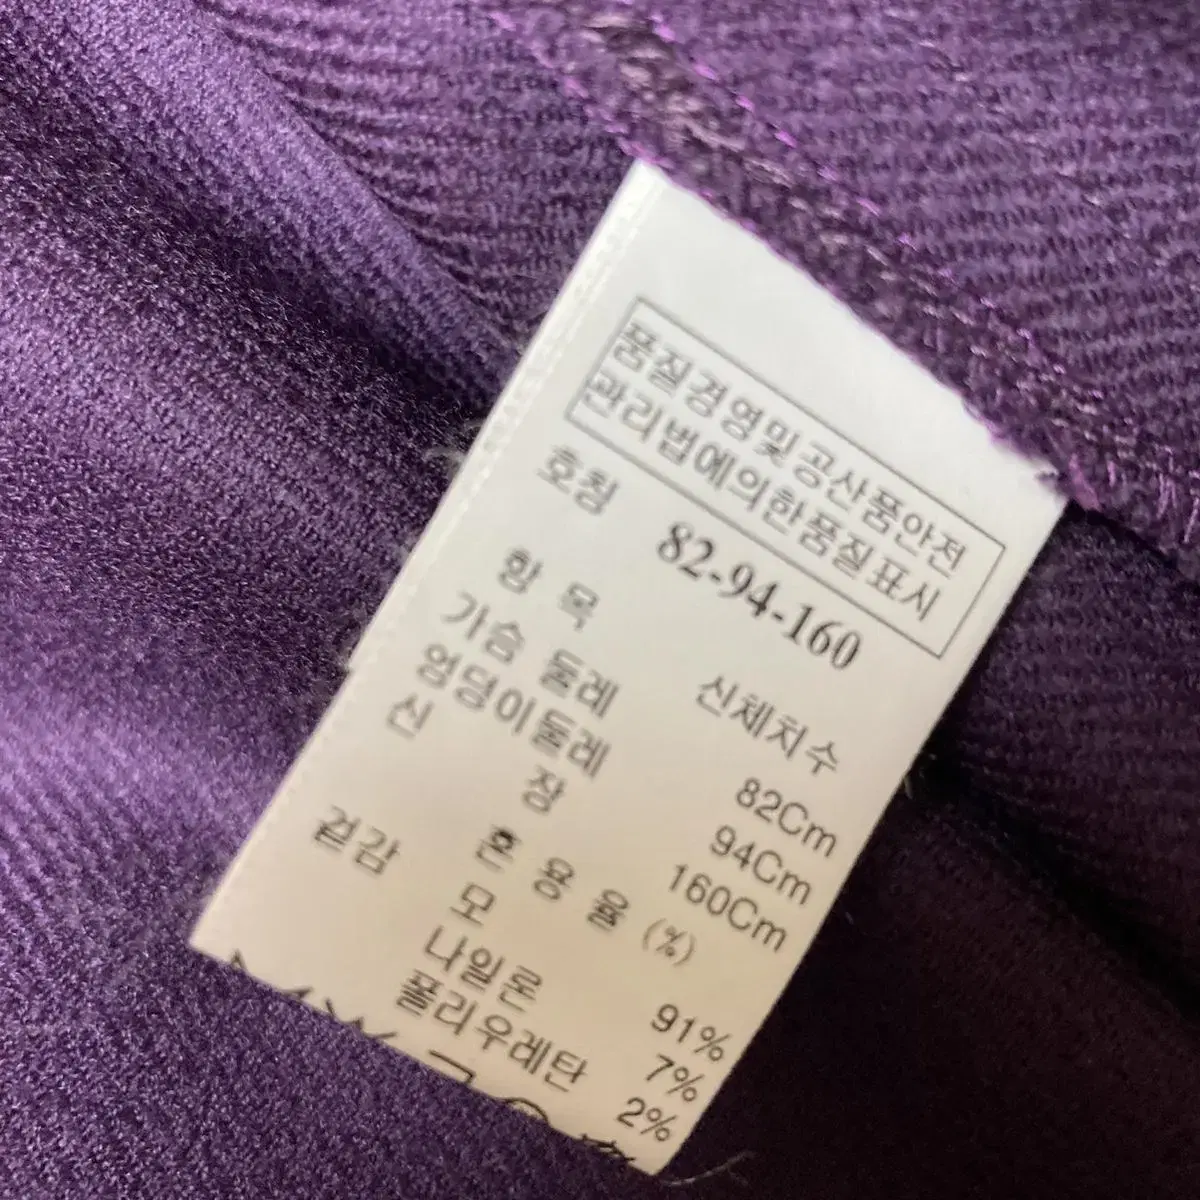 품질경영및공산품안전
관리법에의한품질표시
호칭 82-94-160
항 목 신체치수
가슴 둘레 82Cm
엉덩이둘레 94Cm
신 장 160Cm
혼 용 율 (%)
겉감 모 91%
나일론 7%
폴리우레탄 2%